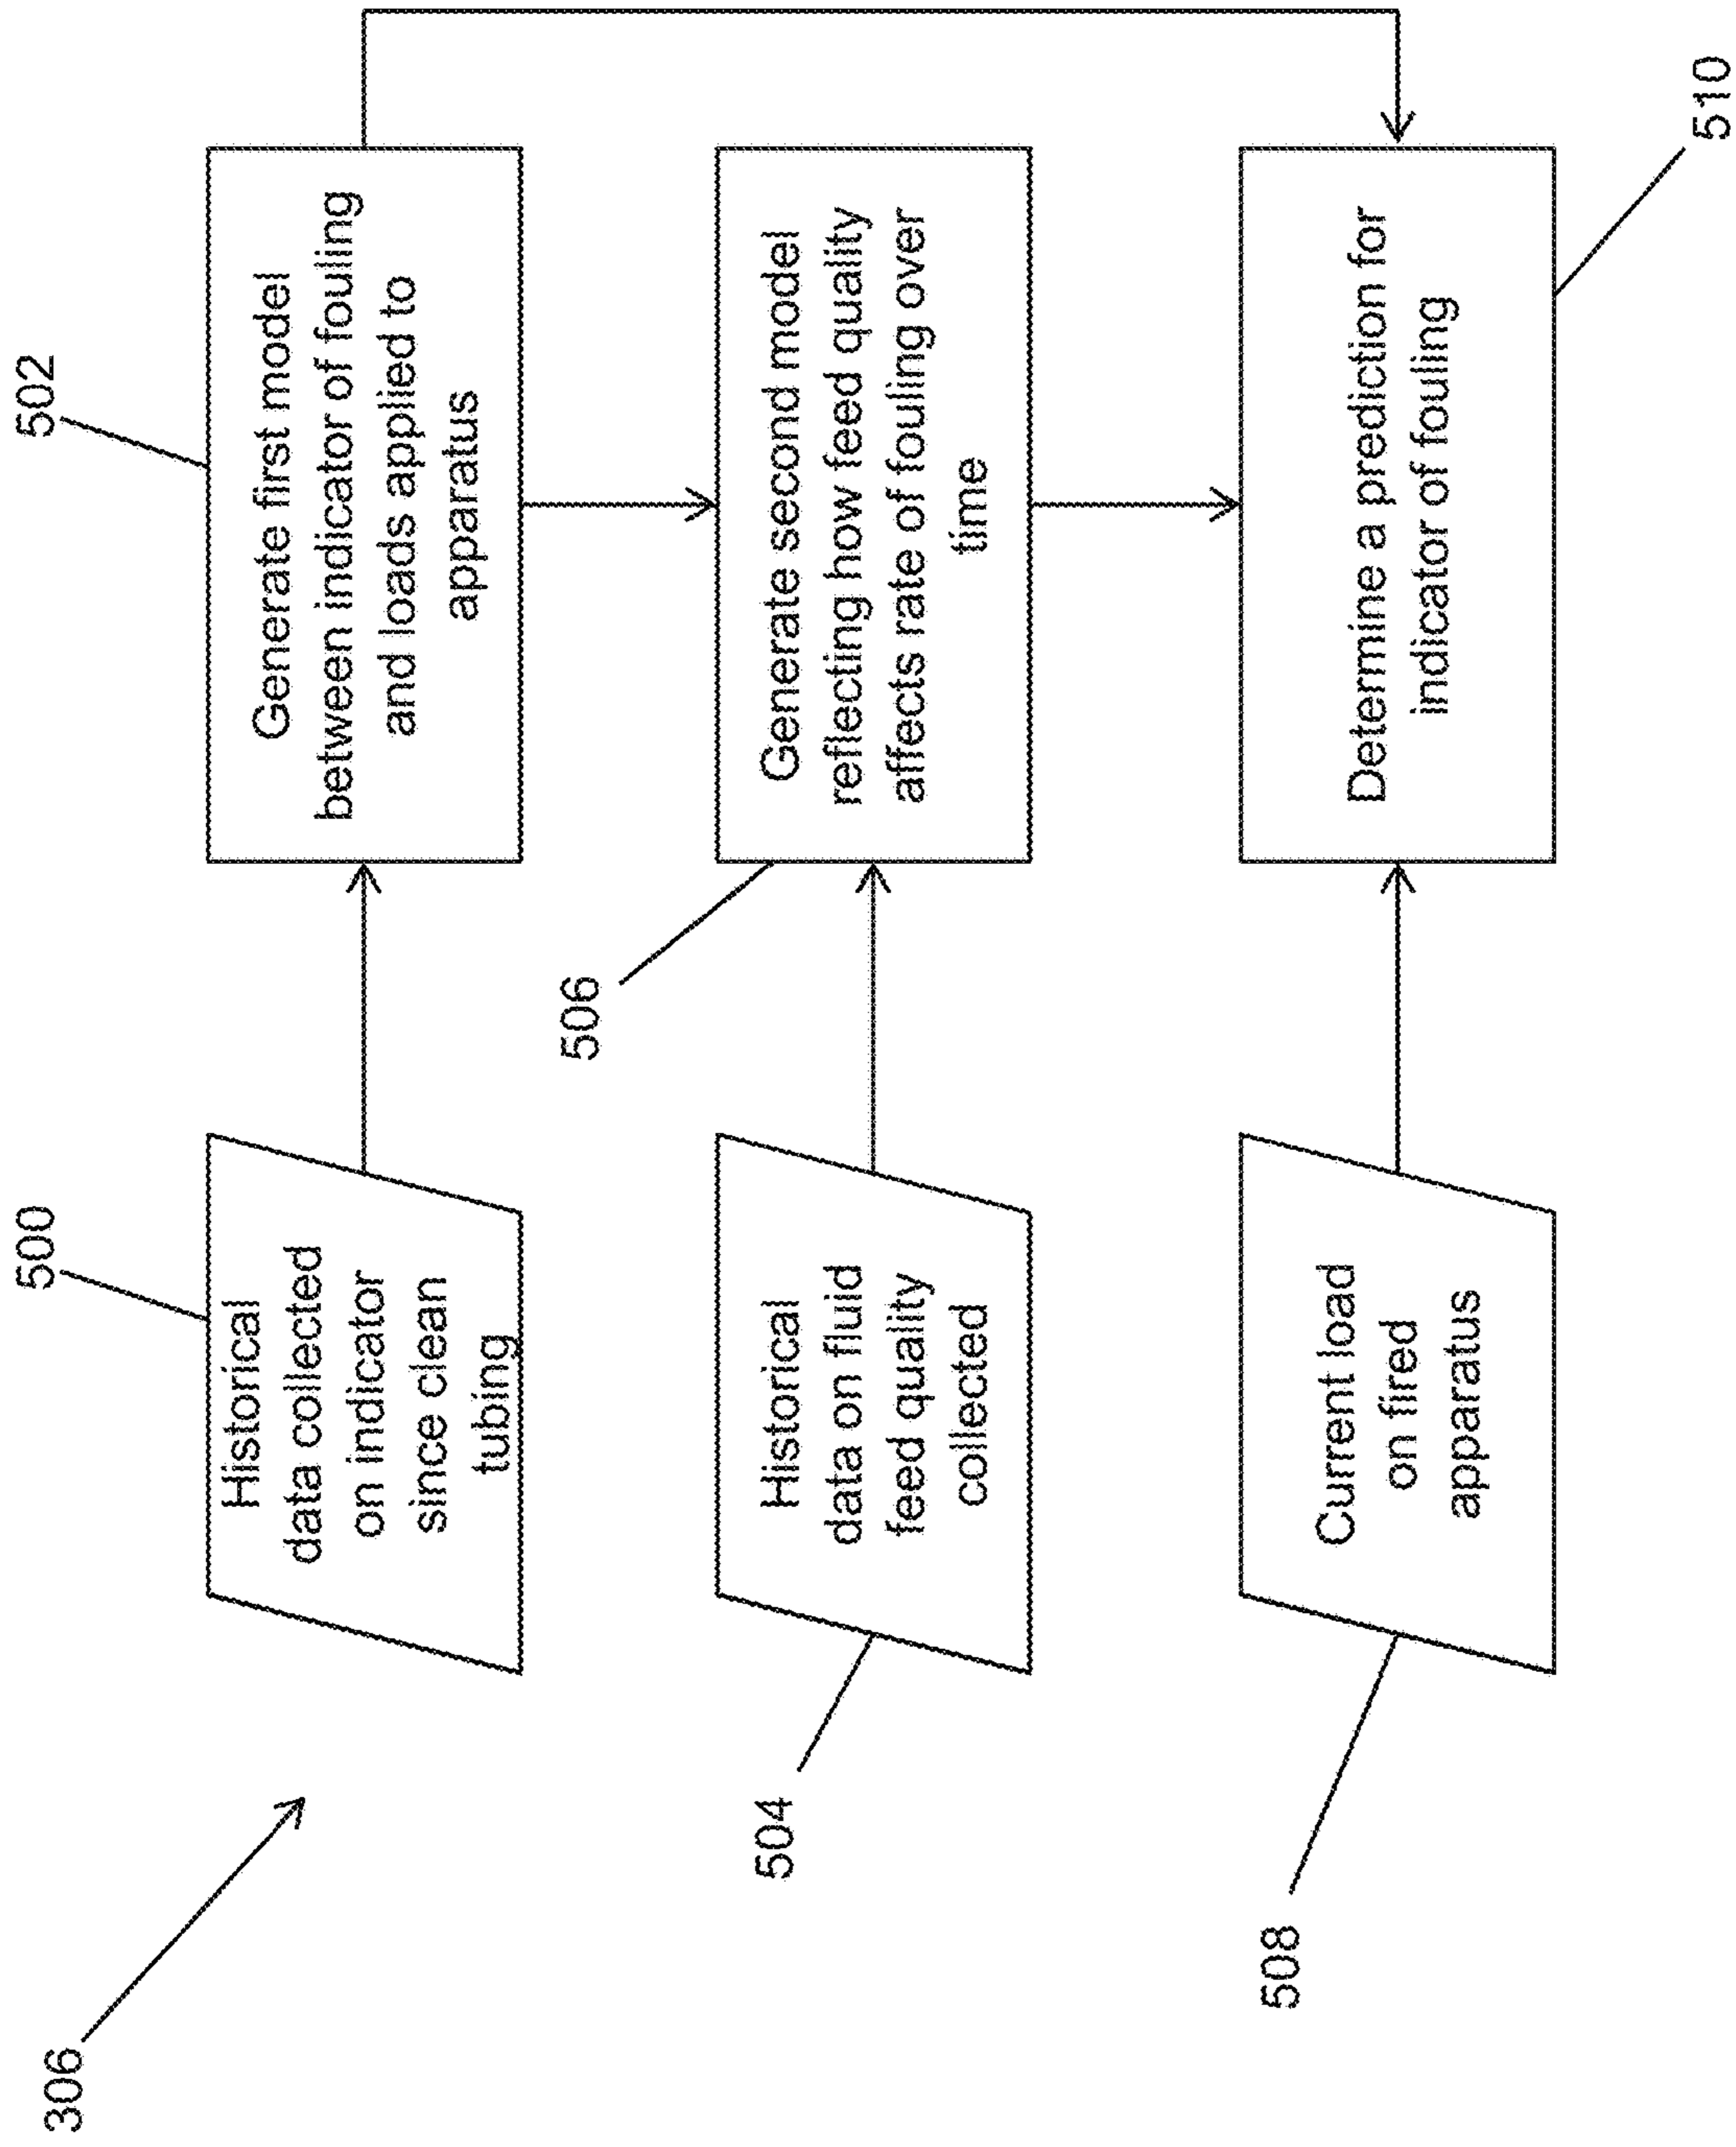 306
500
Historical
data collected
on indicator
since clean
tubing
502
Generate first model
between indicator of fouling
and loads applied to
apparatus
504
Historical
data on fluid
feed quality
collected
506
Generate second model
reflecting how feed quality
affects rate of fouling over
time
508
Current load
on fired
apparatus
Determine a prediction for
indicator of fouling
510